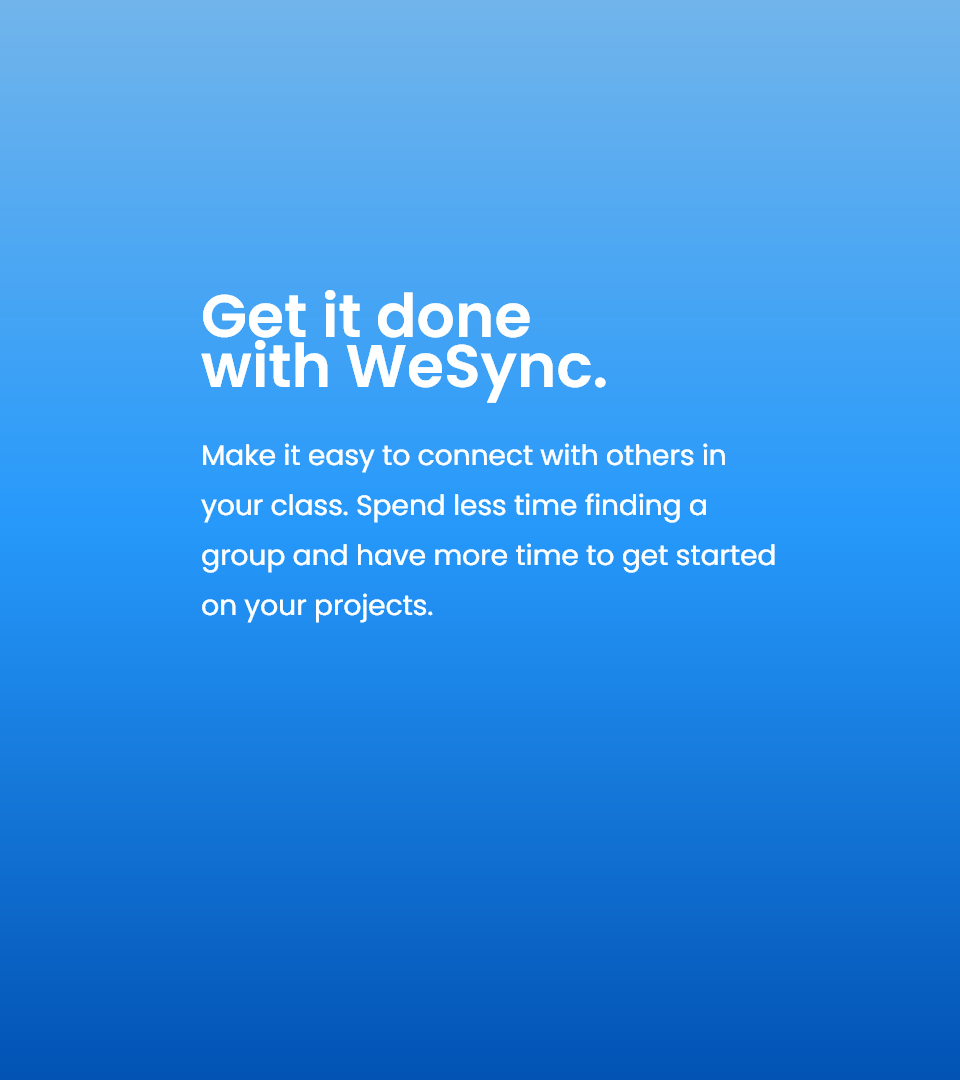 Get it done
with WeSync.
Make it easy to connect with others in
your class. Spend less time finding a
group and have more time to get started
on your projects.